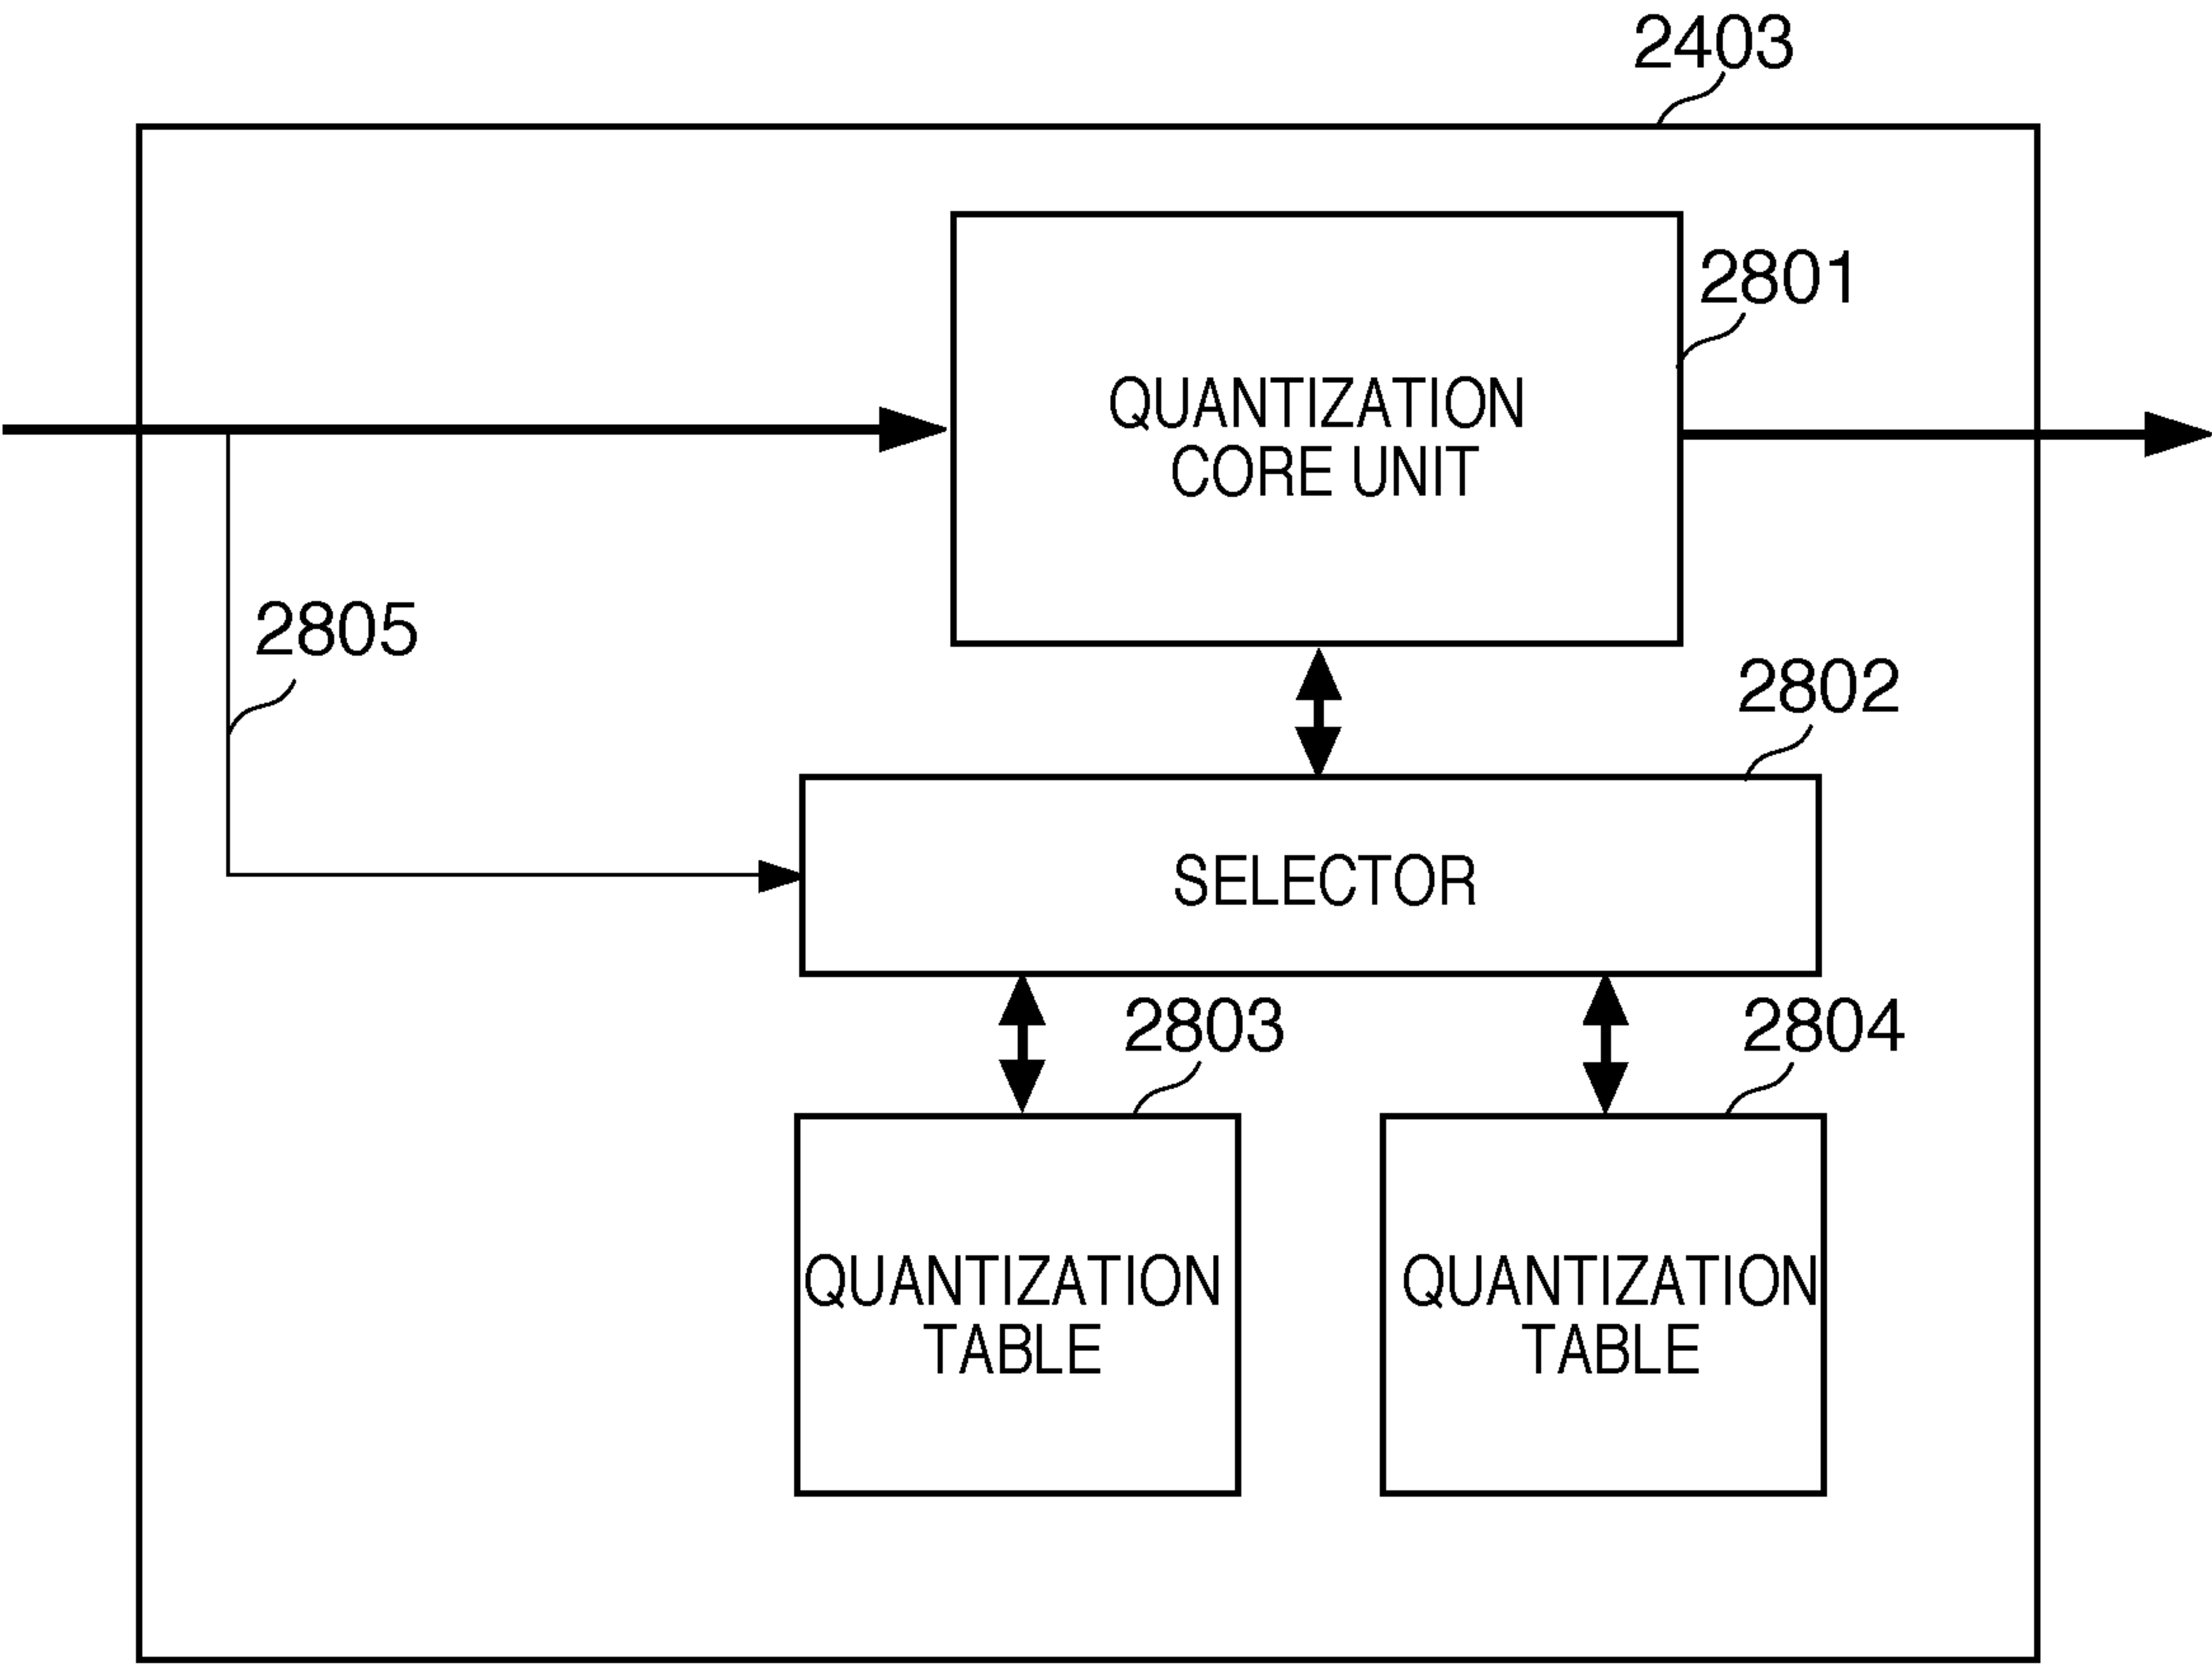 2403
2801
QUANTIZATION
CORE UNIT
2805
2802
SELECTOR
2803
2804
QUANTIZATION
TABLE
QUANTIZATION
TABLE